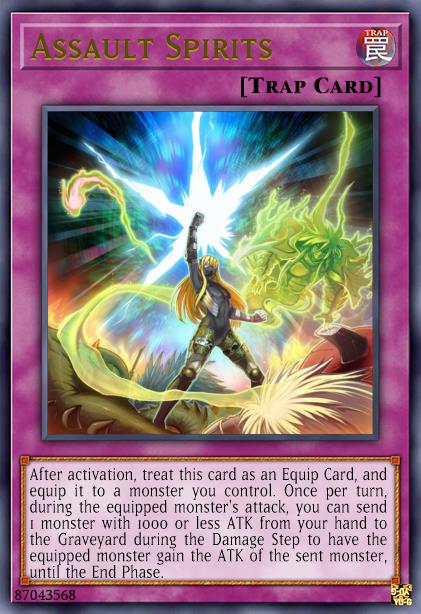 Assault Spirits
TRAP
罠
[Trap Card]
After activation, treat this card as an Equip Card, and
equip it to a monster you control. Once per turn,
during the equipped monster's attack, you can send
1 monster with 1000 or less ATK from your hand to
the Graveyard during the Damage Step to have the
equipped monster gain the ATK of the sent monster,
until the End Phase.
87043568